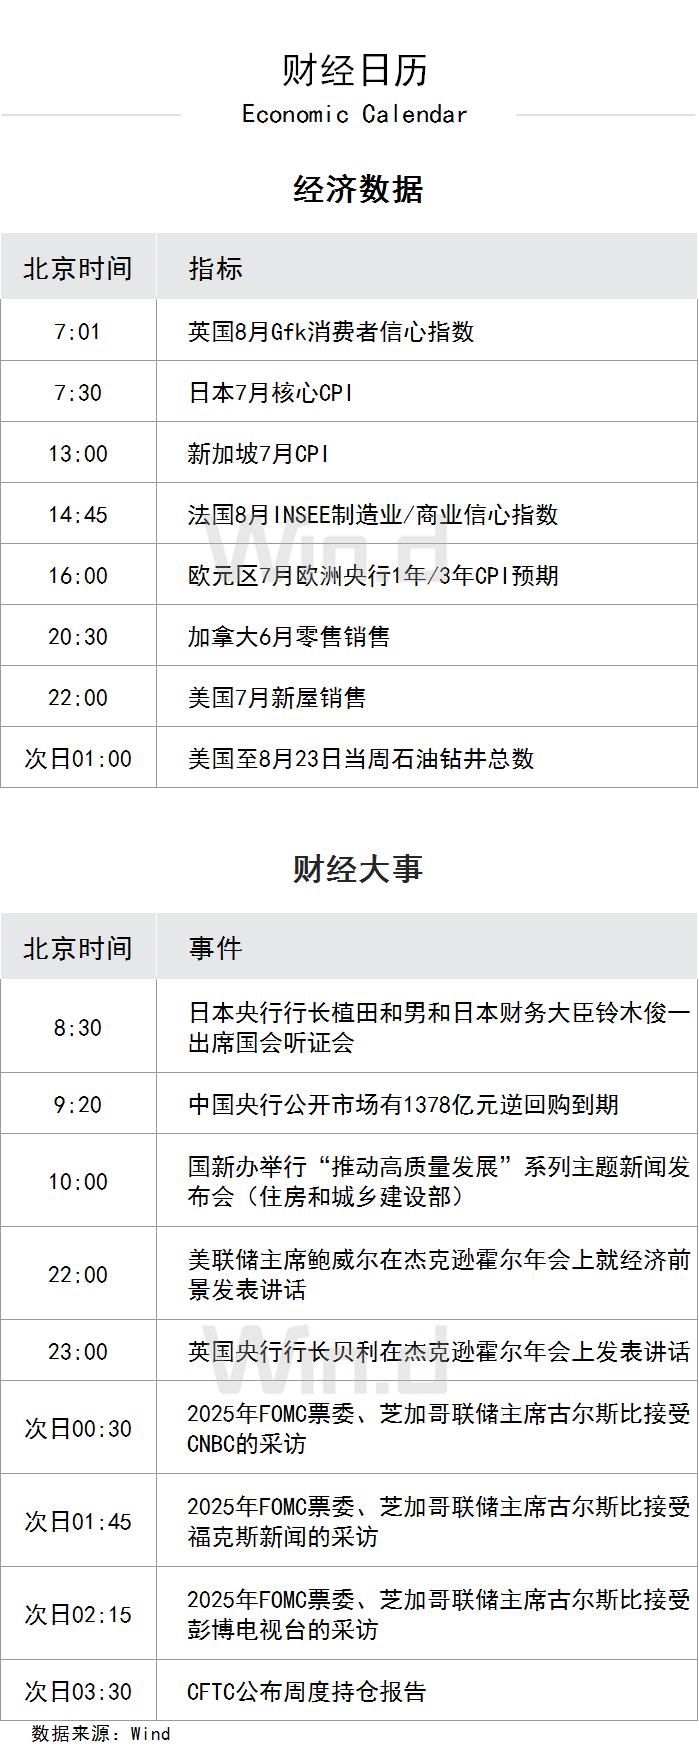 财经日历
Economic Calendar
经济数据
北京时间 指标
7:01 英国8月Gfk消费者信心指数
7:30 日本7月核心CPI
13:00 新加坡7月CPI
14:45 法国8月INSEE制造业/商业信心指数
16:00 欧元区7月欧洲央行1年/3年CPI预期
20:30 加拿大6月零售销售
22:00 美国7月新屋销售
次日01:00 美国至8月23日当周石油钻井总数
Win.d
财经大事
北京时间 事件
8:30 日本央行行长植田和男和日本财务大臣铃木俊一
出席国会听证会
9:20 中国央行公开市场有1378亿元逆回购到期
10:00 国新办举行“推动高质量发展”系列主题新闻发
布会（住房和城乡建设部）
22:00 美联储主席鲍威尔在杰克逊霍尔年会上就经济前
景发表讲话
23:00 英国央行行长贝利在杰克逊霍尔年会上发表讲话
Win.d
次日00:30 2025年FOMC票委、芝加哥联储主席古尔斯比接受
CNBC的采访
次日01:45 2025年FOMC票委、芝加哥联储主席古尔斯比接受
福克斯新闻的采访
次日02:15 2025年FOMC票委、芝加哥联储主席古尔斯比接受
彭博电视台的采访
次日03:30 CFTC公布周度持仓报告
数据来源：Wind